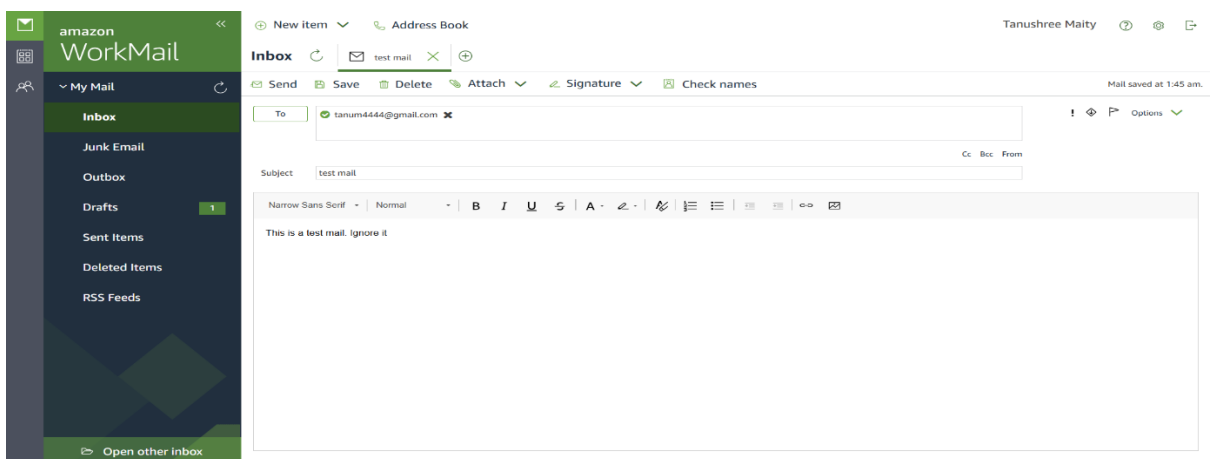 amazon
WorkMail
My Mail
Inbox
Junk Email
Outbox
Drafts 1
Sent Items
Deleted Items
RSS Feeds
Open other inbox
New item Address Book Tanushree Maity
Inbox test mail
Send Save Delete Attach Signature Check names Mail saved at 1:45 am.
To tanum4444@gmail.com ! Options
Cc Bcc From
Subject test mail
Narrow Sans Serif Normal B I U S A
This is a test mail. Ignore it